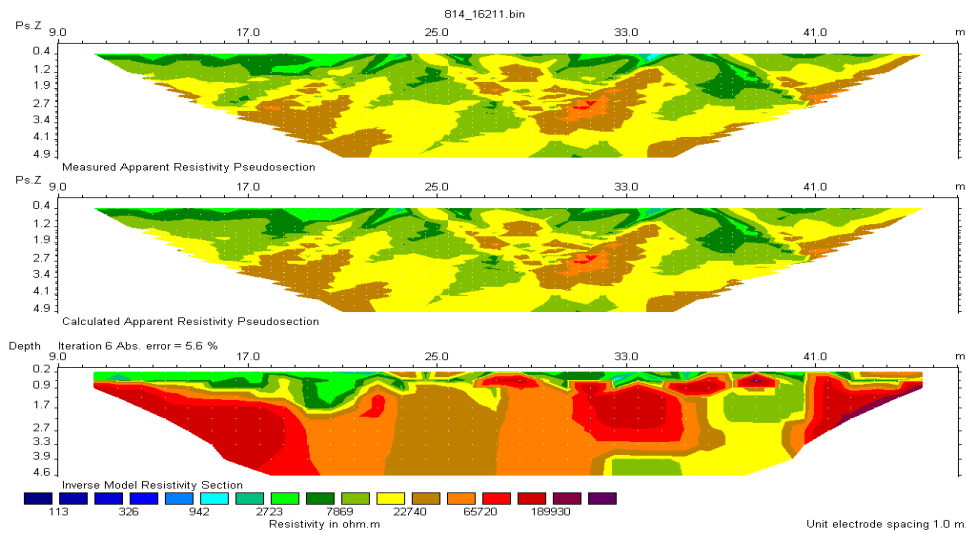 814_16211.bin
Ps.Z 9.0 17.0 25.0 33.0 41.0 m
0.4
1.2
1.9
2.7
3.4
4.1
4.9
Measured Apparent Resistivity Pseudosection
Ps.Z 9.0 17.0 25.0 33.0 41.0 m
0.4
1.2
1.9
2.7
3.4
4.1
4.9
Calculated Apparent Resistivity Pseudosection
Depth Iteration 6 Abs. error = 5.6 %
9.0 17.0 25.0 33.0 41.0 m
0.2
0.9
1.7
2.7
3.3
3.9
4.6
Inverse Model Resistivity Section
113 326 942 2723 7869 22740 65720 189930
Resistivity in ohm.m Unit electrode spacing 1.0 m.